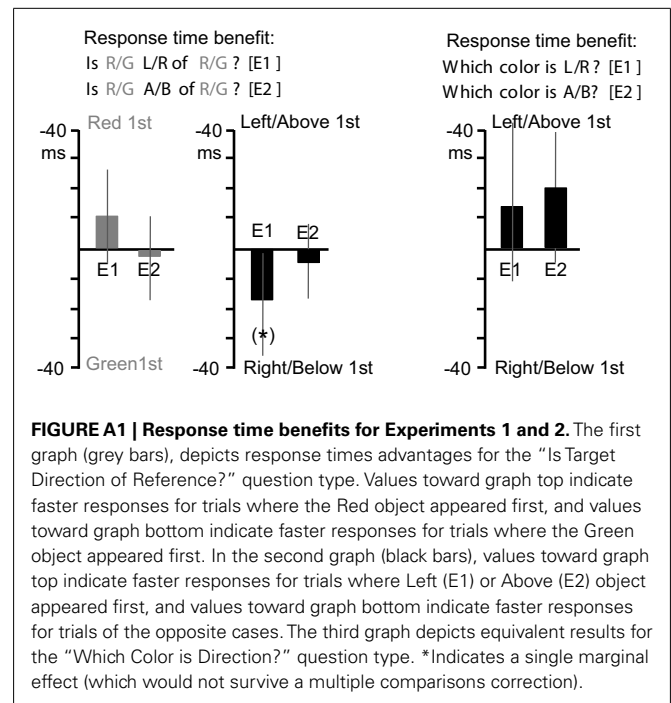 Response time benefit:
Is R/G L/R of R/G? [E1]
Is R/G A/B of R/G? [E2]
Response time benefit:
Which color is L/R? [E1]
Which color is A/B? [E2]
Red 1st
-40
ms
E1
E2
-40
Green1st
Left/Above 1st
-40
E1
E2
(*)
-40
Right/Below 1st
Left/Above 1st
-40
E1
E2
-40
Right/Below 1st
FIGURE A1 | Response time benefits for Experiments 1 and 2. The first
graph (grey bars), depicts response times advantages for the “Is Target
Direction of Reference?” question type. Values toward graph top indicate
faster responses for trials where the Red object appeared first, and values
toward graph bottom indicate faster responses for trials where the Green
object appeared first. In the second graph (black bars), values toward graph
top indicate faster responses for trials where Left (E1) or Above (E2) object
appeared first, and values toward graph bottom indicate faster responses
for trials of the opposite cases. The third graph depicts equivalent results for
the “Which Color is Direction?” question type. *Indicates a single marginal
effect (which would not survive a multiple comparisons correction).